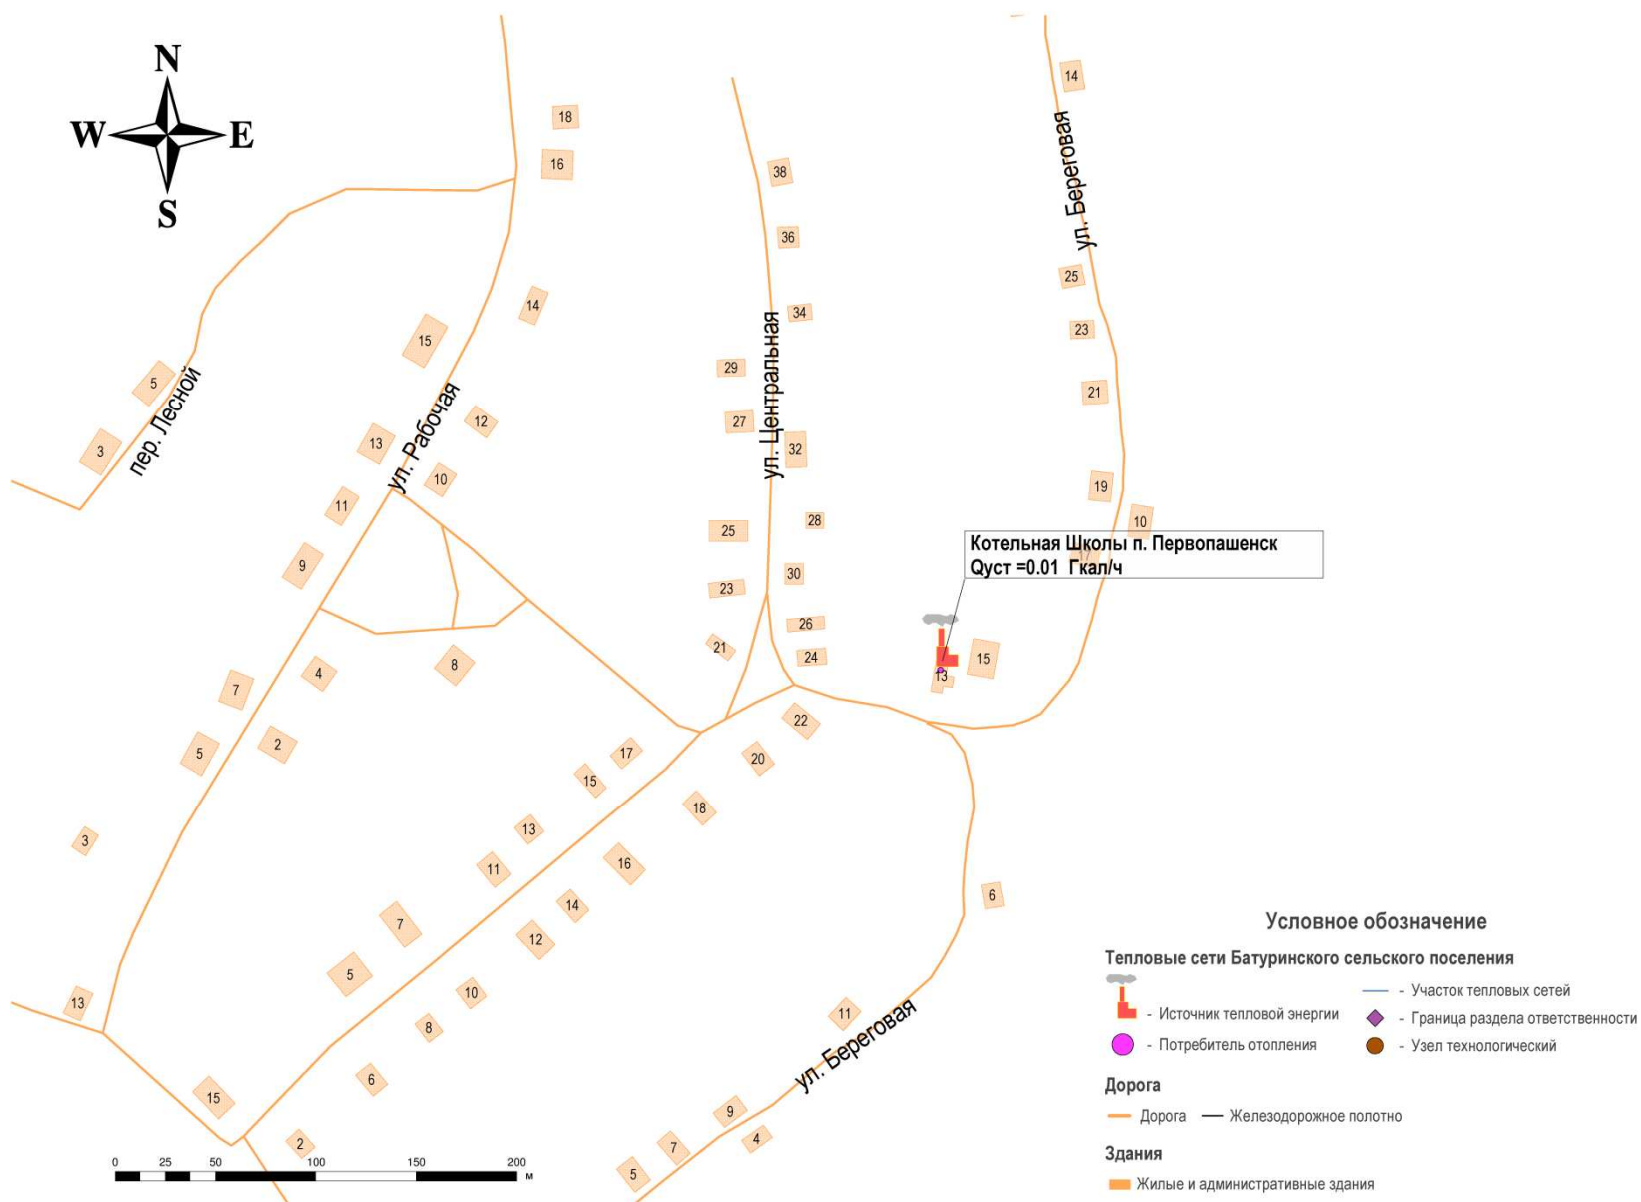 N
W
E
S
18
16
14
15
12
13
10
11
9
5
3
пер. Лесной
ул. Рабочая
8
4
7
2
5
3
13
15
38
36
34
29
27
ул. Центральная
32
25
28
23
30
26
21
24
14
ул. Береговая
25
23
21
19
10
17
Котельная Школы п. Первопашенск
Qуст =0.01 Гкал/ч
15
13
22
20
17
15
18
13
11
16
14
7
12
5
10
8
6
2
6
11
ул. Береговая
9
4
7
5
0 25 50 100 150 200
м
Условное обозначение
Тепловые сети Батуринского сельского поселения
- Источник тепловой энергии
- Потребитель отопления
- Участок тепловых сетей
- Граница раздела ответственности
- Узел технологический
Дорога
Дорога
- Железодорожное полотно
Здания
Жилые и административные здания